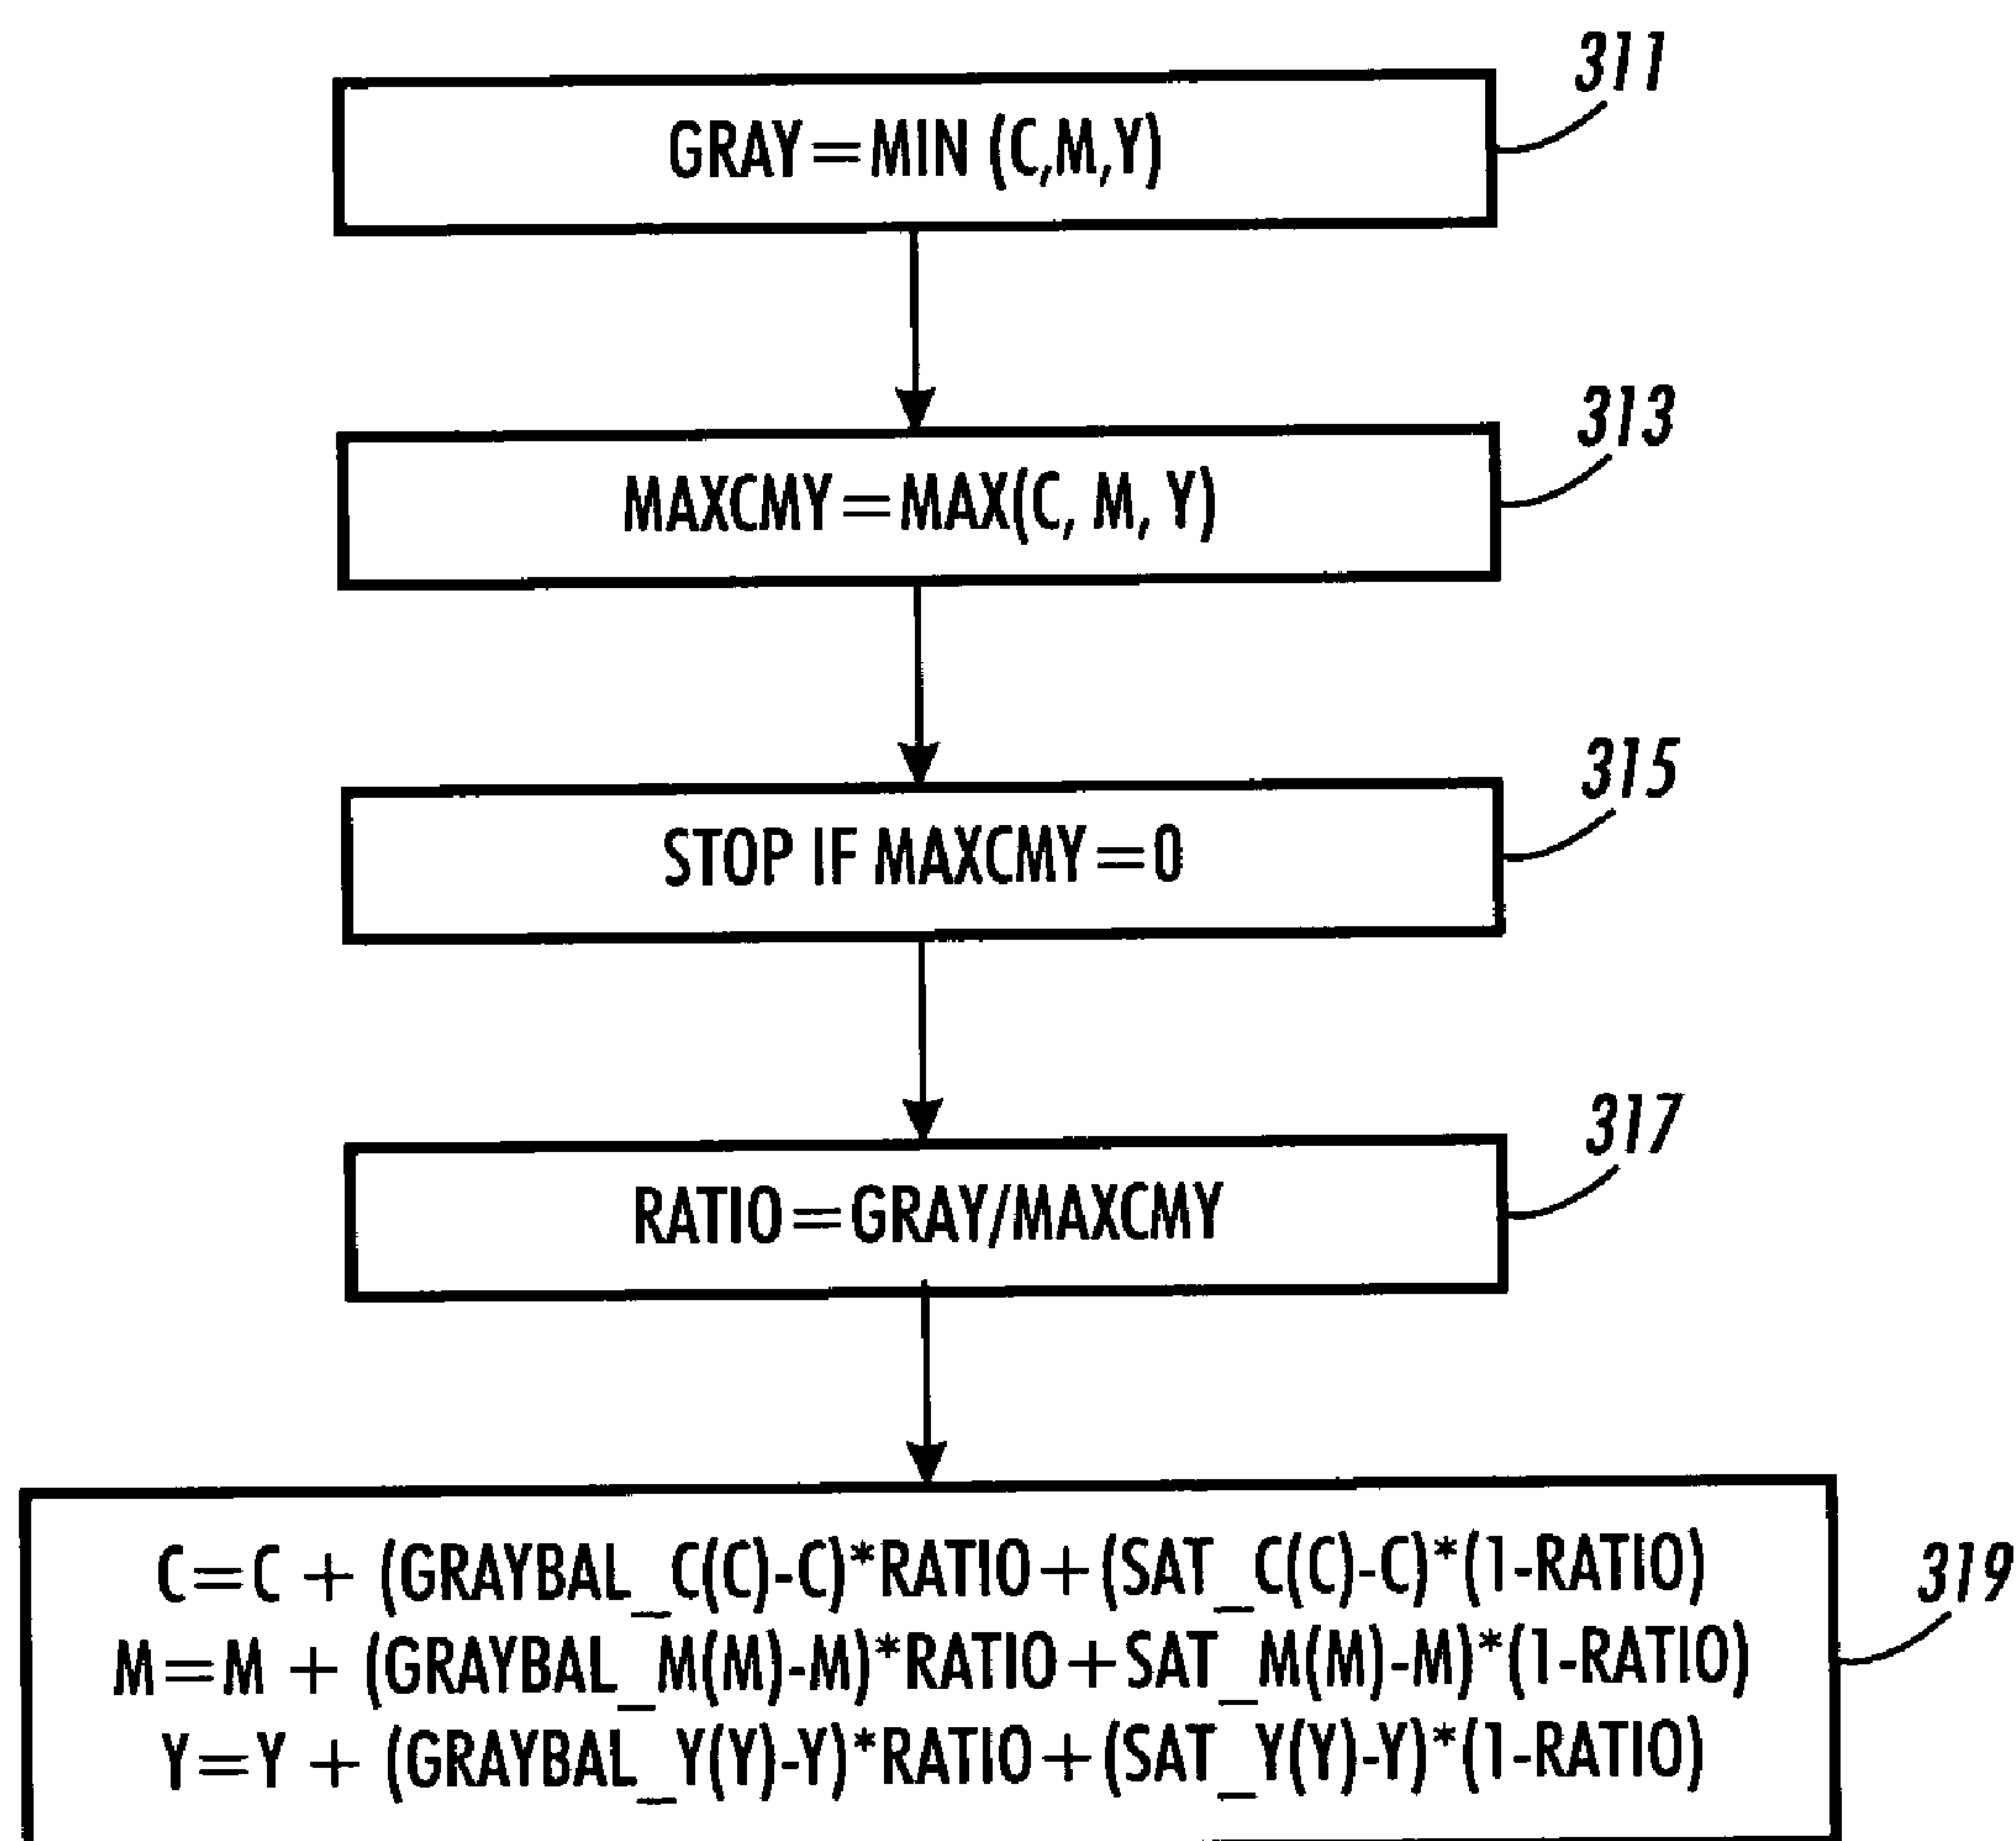 311
GRAY=MIN (C,M,Y)
313
MAXCMY=MAX(C, M, Y)
315
STOP IF MAXCMY=0
317
RATIO=GRAY/MAXCMY
319
C=C + (GRAYBAL_C(C)-C)*RATIO+(SAT_C(C)-C)*(1-RATIO)
M=M + (GRAYBAL_M(M)-M)*RATIO+SAT_M(M)-M)*(1-RATIO)
Y=Y + (GRAYBAL_Y(Y)-Y)*RATIO+(SAT_Y(Y)-Y)*(1-RATIO)